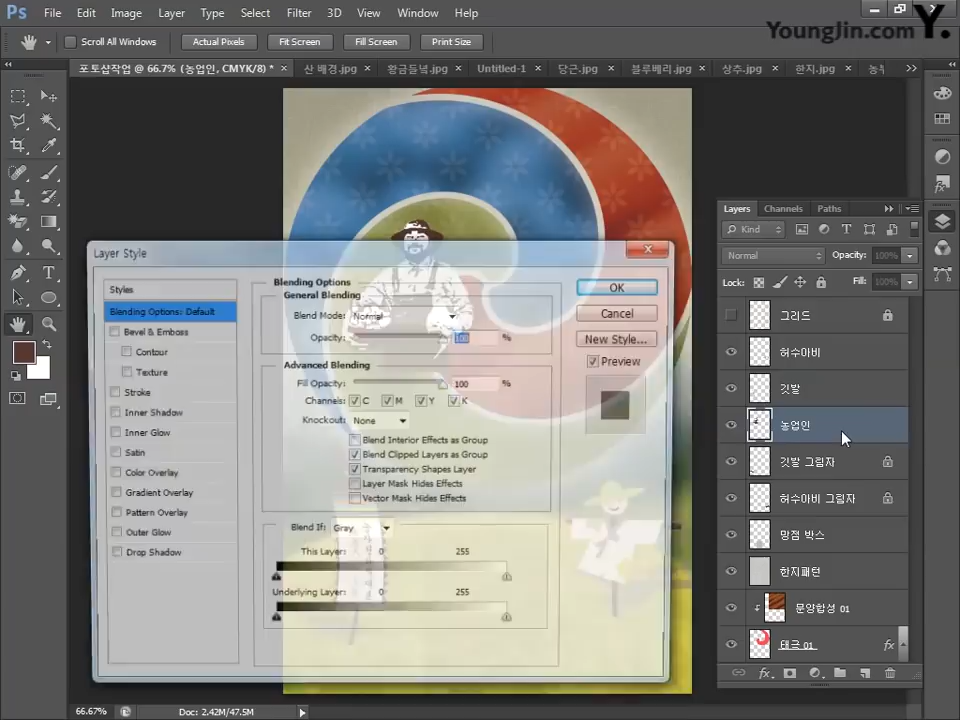 Ps File Edit Image Layer Type Select Filter 3D View Window Help
YoungJin.com Y.
Scroll All Windows Actual Pixels Fit Screen Fill Screen Print Size
포토샵작업 @ 66.7% (농업인, CMYK/8) * × 산 배경.jpg × 황금들녘.jpg × Untitled-1 × 당근.jpg × 블루베리.jpg × 상추.jpg × 한지.jpg ×
Layers Channels Paths
Kind
Normal Opacity: 100%
Lock: Fill: 100%
그리드
허수아비
깃발
농업인
깃발 그림자
허수아비 그림자
망점 박스
한지패턴
문양합성 01
태극 01 fx
Layer Style
Styles
Blending Options: Default
Bevel & Emboss
Contour
Texture
Stroke
Inner Shadow
Inner Glow
Satin
Color Overlay
Gradient Overlay
Pattern Overlay
Outer Glow
Drop Shadow
Blending Options
General Blending
Blend Mode: Normal
Opacity: 100 %
Advanced Blending
Fill Opacity: 100 %
Channels: C M Y K
Knockout: None
Blend Interior Effects as Group
Blend Clipped Layers as Group
Transparency Shapes Layer
Layer Mask Hides Effects
Vector Mask Hides Effects
Blend If: Gray
This Layer: 0 255
Underlying Layer: 0 255
OK
Cancel
New Style...
Preview
66.67% Doc: 2.42M/47.5M